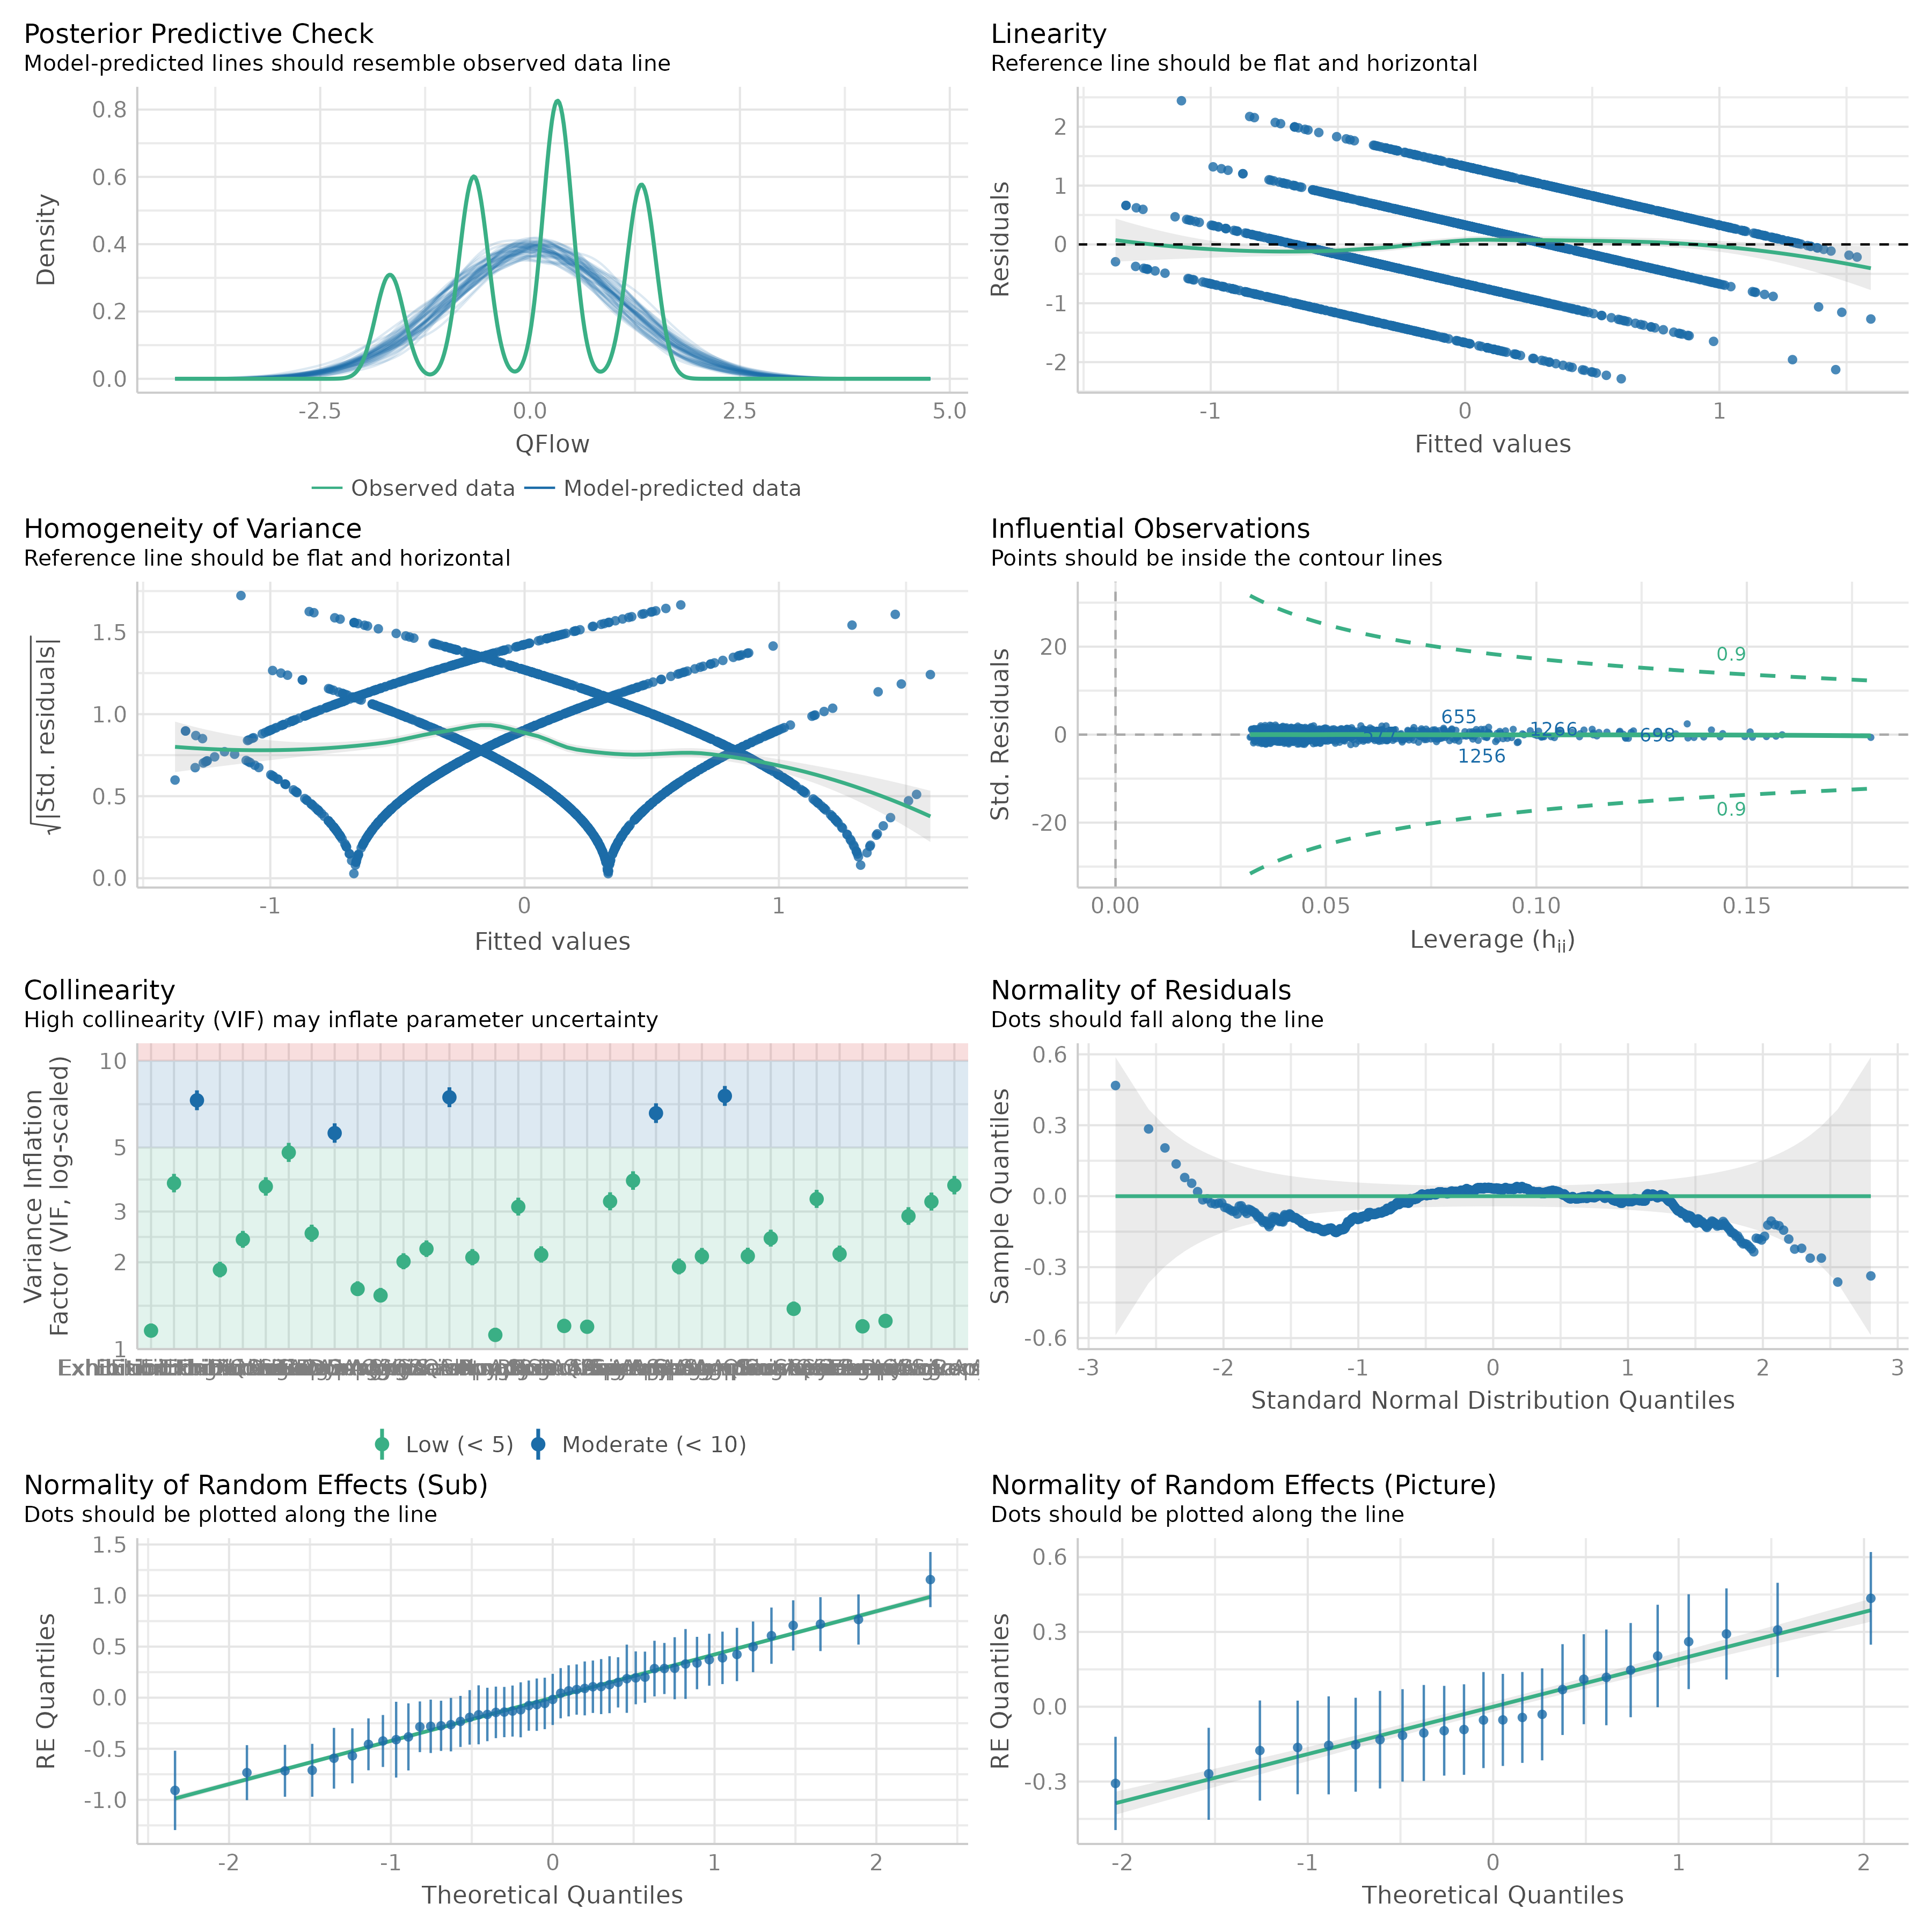 Posterior Predictive Check
Model-predicted lines should resemble observed data line
0.8
0.6
0.4
0.2
0.0
Density
-2.5
0.0
2.5
5.0
QFlow
Observed data
Model-predicted data
Linearity
Reference line should be flat and horizontal
2
1
0
-1
-2
Residuals
-1
0
1
Fitted values
Homogeneity of Variance
Reference line should be flat and horizontal
1.5
1.0
0.5
0.0
√|Std. residuals|
-1
0
1
Fitted values
Influential Observations
Points should be inside the contour lines
20
0
-20
Std. Residuals
0.9
655
1266
698
1256
0.9
0.00
0.05
0.10
0.15
Leverage (hii)
Collinearity
High collinearity (VIF) may inflate parameter uncertainty
10
5
3
2
1
Variance Inflation
Factor (VIF, log-scaled)
Low (< 5)
Moderate (< 10)
Normality of Residuals
Dots should fall along the line
0.6
0.3
0.0
-0.3
-0.6
Sample Quantiles
-3
-2
-1
0
1
2
3
Standard Normal Distribution Quantiles
Normality of Random Effects (Sub)
Dots should be plotted along the line
1.5
1.0
0.5
0.0
-0.5
-1.0
RE Quantiles
-2
-1
0
1
2
Theoretical Quantiles
Normality of Random Effects (Picture)
Dots should be plotted along the line
0.6
0.3
0.0
-0.3
RE Quantiles
-2
-1
0
1
2
Theoretical Quantiles